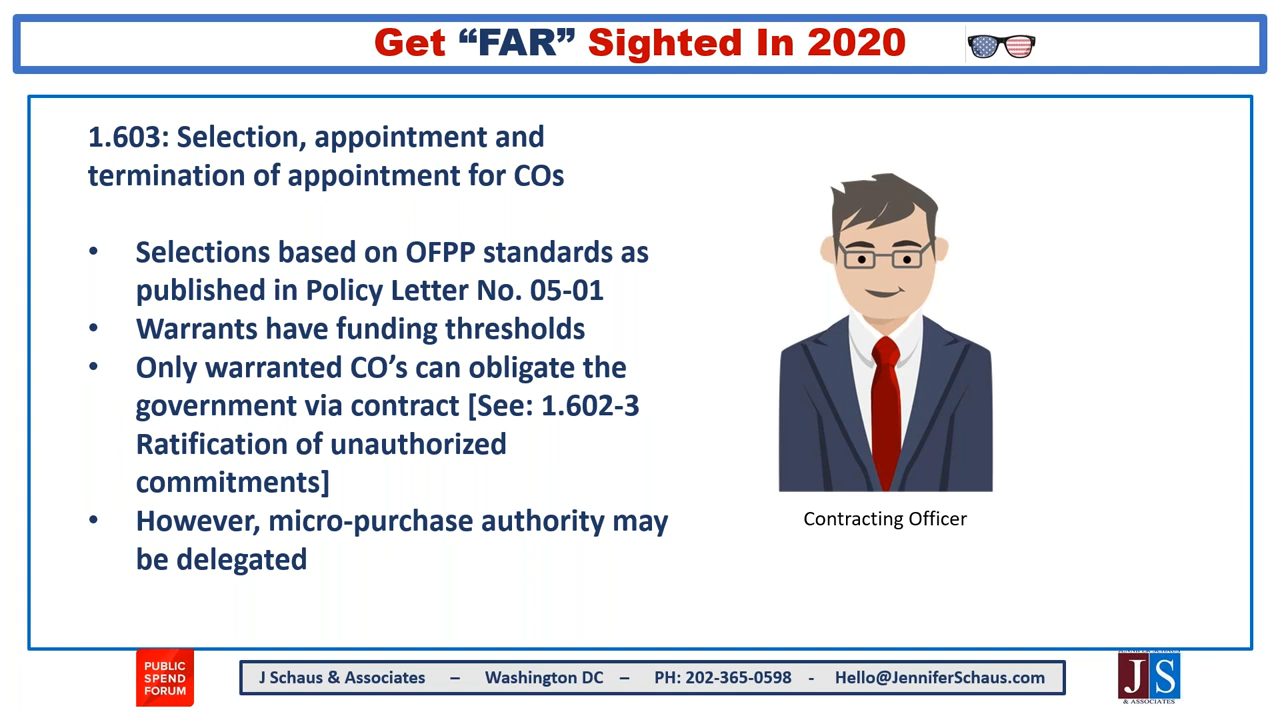 Get “FAR” Sighted In 2020
1.603: Selection, appointment and
termination of appointment for COs
• Selections based on OFPP standards as
published in Policy Letter No. 05-01
• Warrants have funding thresholds
• Only warranted CO’s can obligate the
government via contract [See: 1.602-3
Ratification of unauthorized
commitments]
• However, micro-purchase authority may
be delegated
Contracting Officer
PUBLIC
SPEND
FORUM
J Schaus & Associates – Washington DC – PH: 202-365-0598 - Hello@JenniferSchaus.com
JENNIFER SCHAUS
J S
& ASSOCIATES